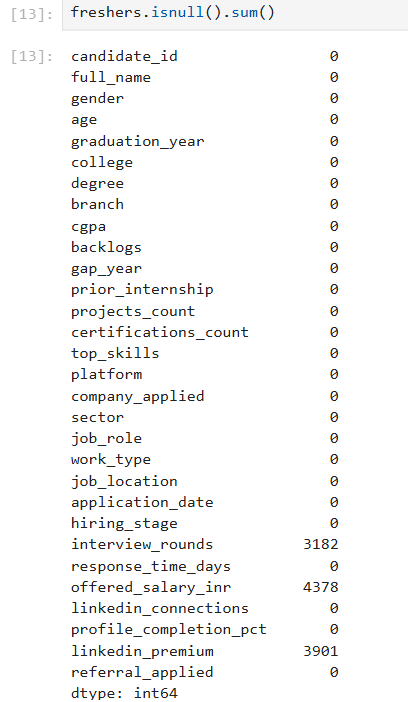 [13]: freshers.isnull().sum()
[13]: candidate_id 0
full_name 0
gender 0
age 0
graduation_year 0
college 0
degree 0
branch 0
cgpa 0
backlogs 0
gap_year 0
prior_internship 0
projects_count 0
certifications_count 0
top_skills 0
platform 0
company_applied 0
sector 0
job_role 0
work_type 0
job_location 0
application_date 0
hiring_stage 0
interview_rounds 3182
response_time_days 0
offered_salary_inr 4378
linkedin_connections 0
profile_completion_pct 0
linkedin_premium 3901
referral_applied 0
dtype: int64